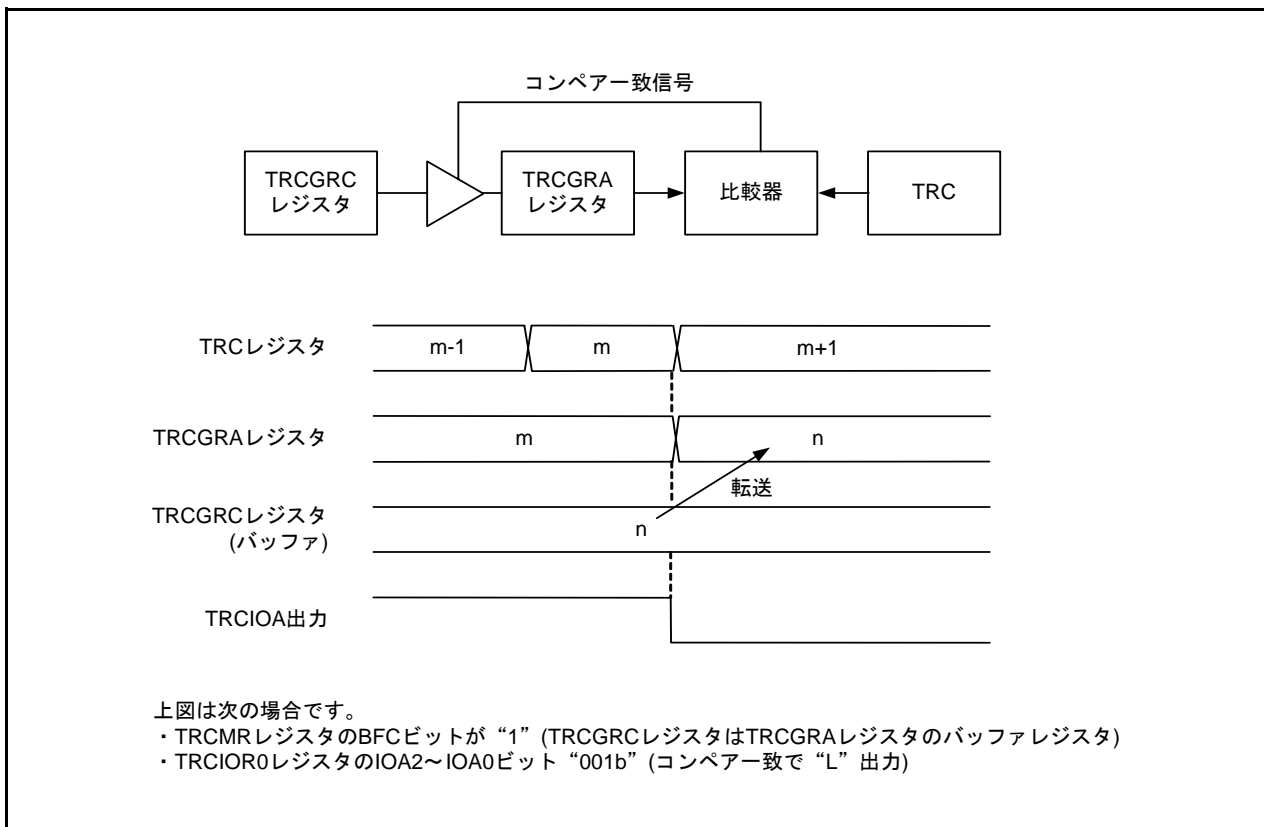 コンペアー致信号
TRCGRC
レジスタ
TRCGRA
レジスタ
比較器
TRC
TRCレジスタ
m-1
m
m+1
TRCGRAレジスタ
m
n
転送
TRCGRCレジスタ
(バッファ)
n
TRCIOA出力
上図は次の場合です。
・TRCMRレジスタのBFCビットが“1”(TRCGRCレジスタはTRCGRAレジスタのバッファレジスタ)
・TRCIOR0レジスタのIOA2～IOA0ビット“001b”(コンペア一致で“L”出力)